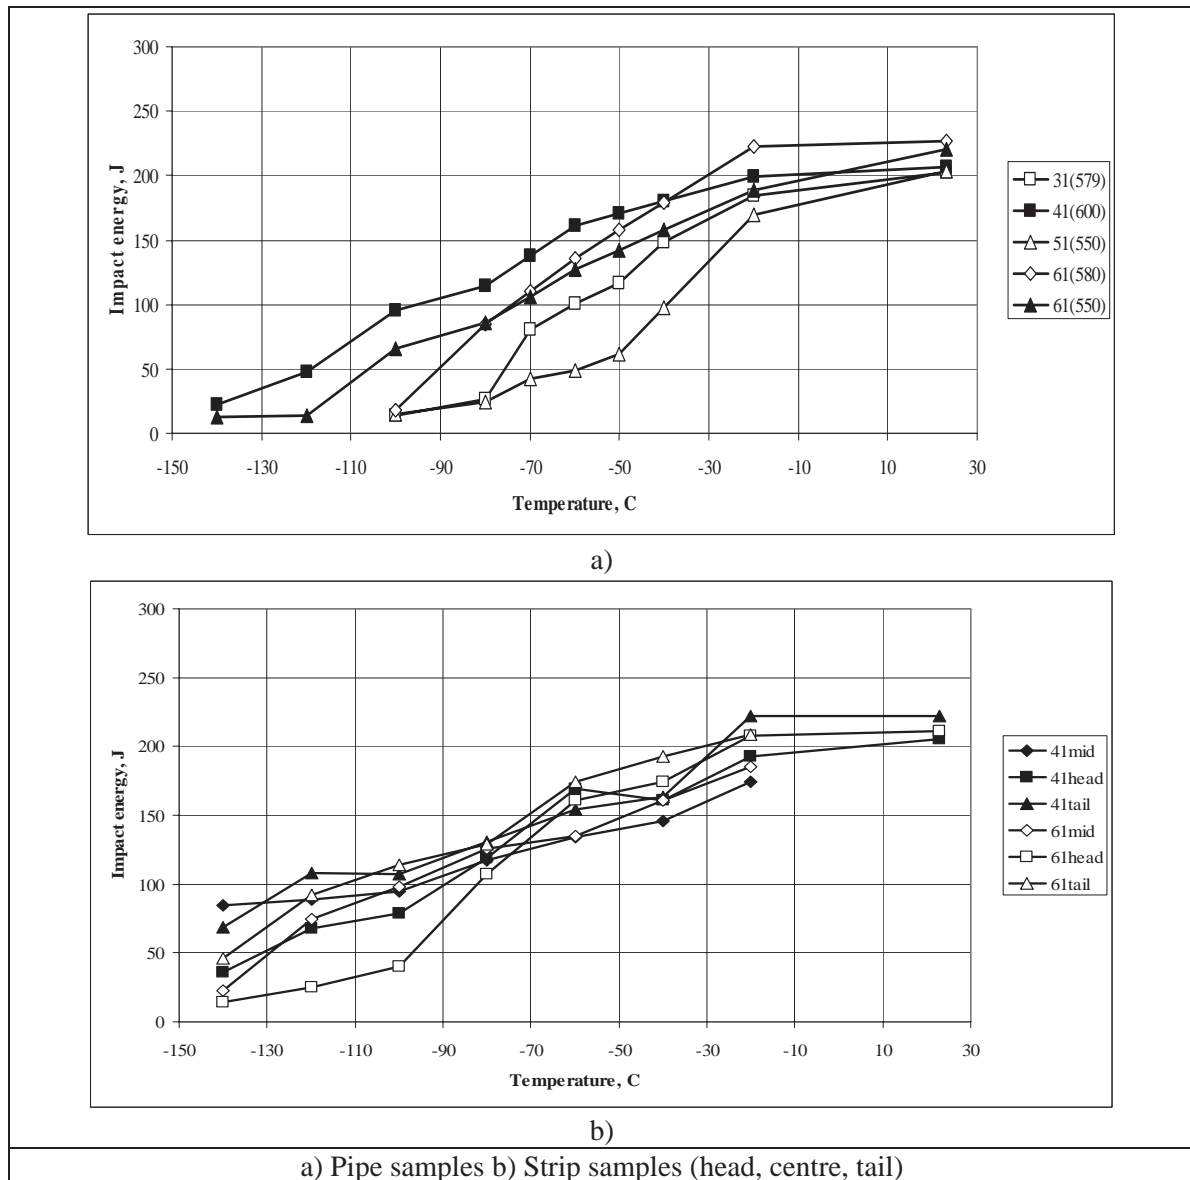 300
250
200
150
100
50
0
-150 -130 -110 -90 -70 -50 -30 -10 10 30
Impact energy, J
Temperature, C
31(579)
41(600)
51(550)
61(580)
61(550)
a)
300
250
200
150
100
50
0
-150 -130 -110 -90 -70 -50 -30 -10 10 30
Impact energy, J
Temperature, C
41mid
41head
41tail
61mid
61head
61tail
b)
a) Pipe samples b) Strip samples (head, centre, tail)